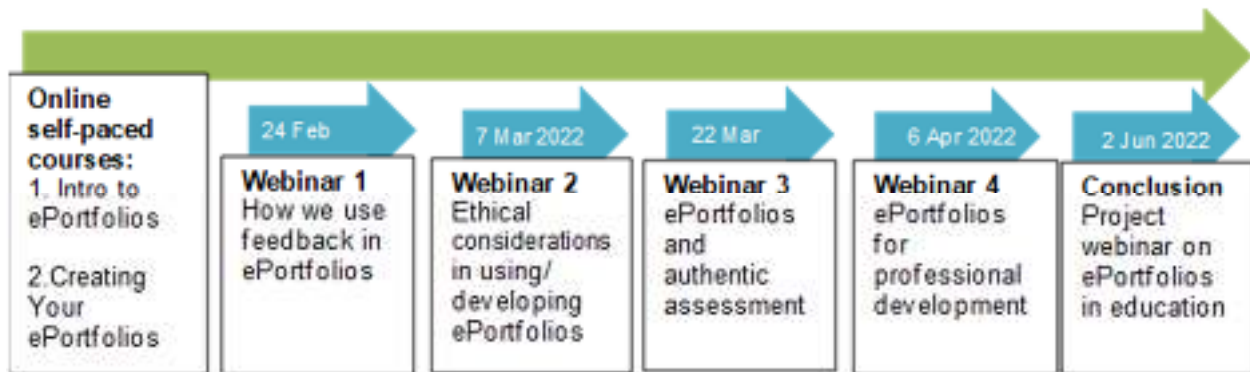 Online
self-paced
courses:
1. Intro to
ePortfolios
2.Creating
Your
ePortfolios
24 Feb
Webinar 1
How we use
feedback in
ePortfolios
7 Mar 2022
Webinar 2
Ethical
considerations
in using/
developing
ePortfolios
22 Mar
Webinar 3
ePortfolios
and
authentic
assessment
6 Apr 2022
Webinar 4
ePortfolios
for
professional
development
2 Jun 2022
Conclusion
Project
webinar on
ePortfolios
in education